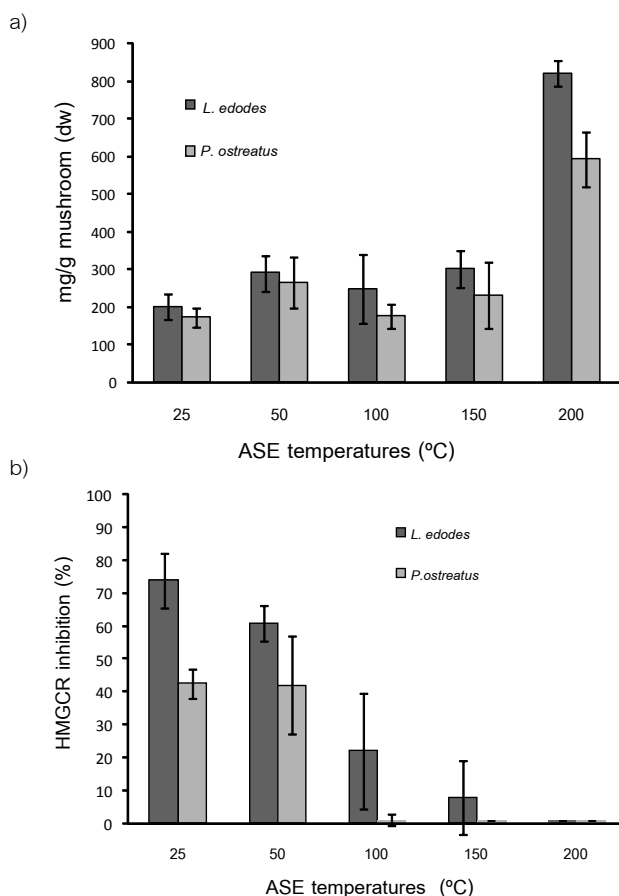 a)
900
800
700
600
500
400
300
200
100
0
mg/g mushroom (dw)
L. edodes
P. ostreatus
25 50 100 150 200
ASE temperatures (ºC)
b)
100
90
80
70
60
50
40
30
20
10
0
HMGCR inhibition (%)
L. edodes
P.ostreatus
25 50 100 150 200
ASE temperatures (ºC)